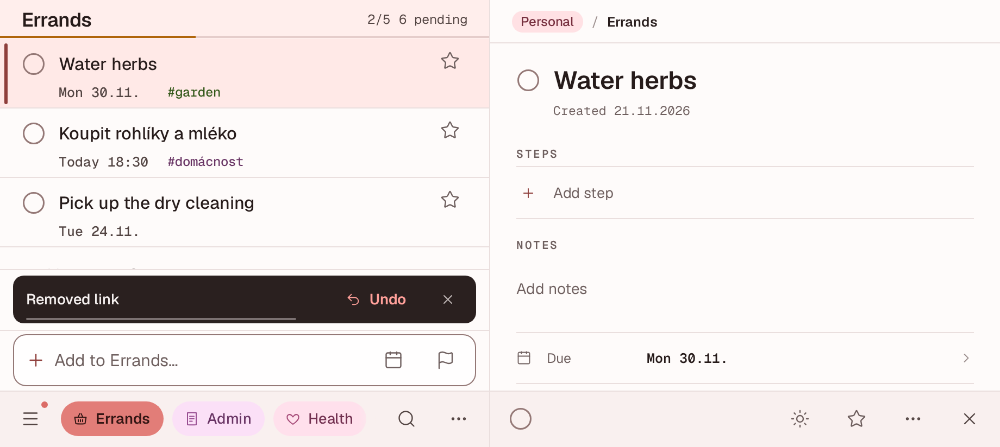 Errands
2/5 6 pending
Water herbs
Mon 30.11. #garden
Koupit rohlíky a mléko
Today 18:30 #domácnost
Pick up the dry cleaning
Tue 24.11.
Removed link
Undo
Add to Errands…
Errands
Admin
Health
Personal / Errands
Water herbs
Created 21.11.2026
STEPS
Add step
NOTES
Add notes
Due Mon 30.11.